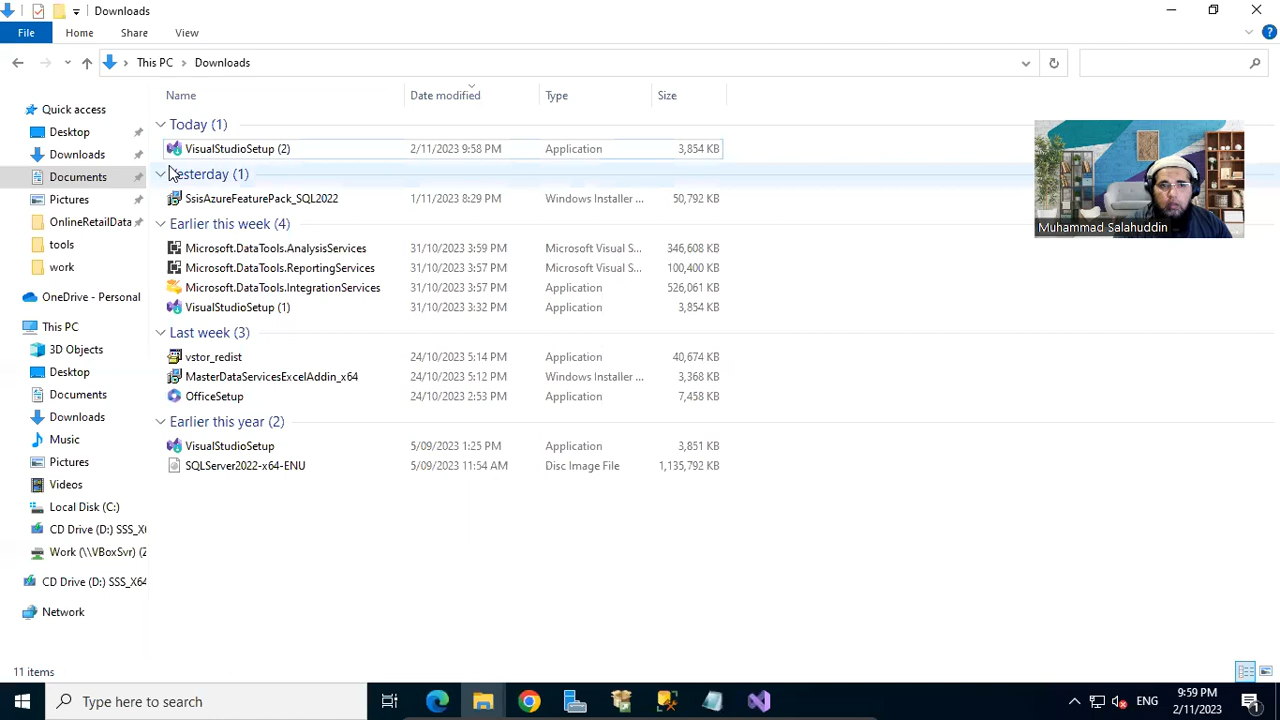 Downloads
File Home Share View
This PC Downloads
Name Date modified Type Size
Quick access
Desktop
Downloads
Documents
Pictures
OnlineRetailData
tools
work
OneDrive - Personal
This PC
3D Objects
Desktop
Documents
Downloads
Music
Pictures
Videos
Local Disk (C:)
CD Drive (D:) SSS_X6
Work (\\VBoxSvr) (Z
CD Drive (D:) SSS_X64
Network
Today (1)
VisualStudioSetup (2) 2/11/2023 9:58 PM Application 3,854 KB
Yesterday (1)
SsisAzureFeaturePack_SQL2022 1/11/2023 8:29 PM Windows Installer ... 50,792 KB
Earlier this week (4)
Microsoft.DataTools.AnalysisServices 31/10/2023 3:59 PM Microsoft Visual S... 346,608 KB
Microsoft.DataTools.ReportingServices 31/10/2023 3:57 PM Microsoft Visual S... 100,400 KB
Microsoft.DataTools.IntegrationServices 31/10/2023 3:57 PM Application 526,061 KB
VisualStudioSetup (1) 31/10/2023 3:32 PM Application 3,854 KB
Last week (3)
vstor_redist 24/10/2023 5:14 PM Application 40,674 KB
MasterDataServicesExcelAddin_x64 24/10/2023 5:12 PM Windows Installer ... 3,368 KB
OfficeSetup 24/10/2023 2:53 PM Application 7,458 KB
Earlier this year (2)
VisualStudioSetup 5/09/2023 1:25 PM Application 3,851 KB
SQLServer2022-x64-ENU 5/09/2023 11:54 AM Disc Image File 1,135,792 KB
Muhammad Salahuddin
11 items
Type here to search
ENG
9:59 PM
2/11/2023